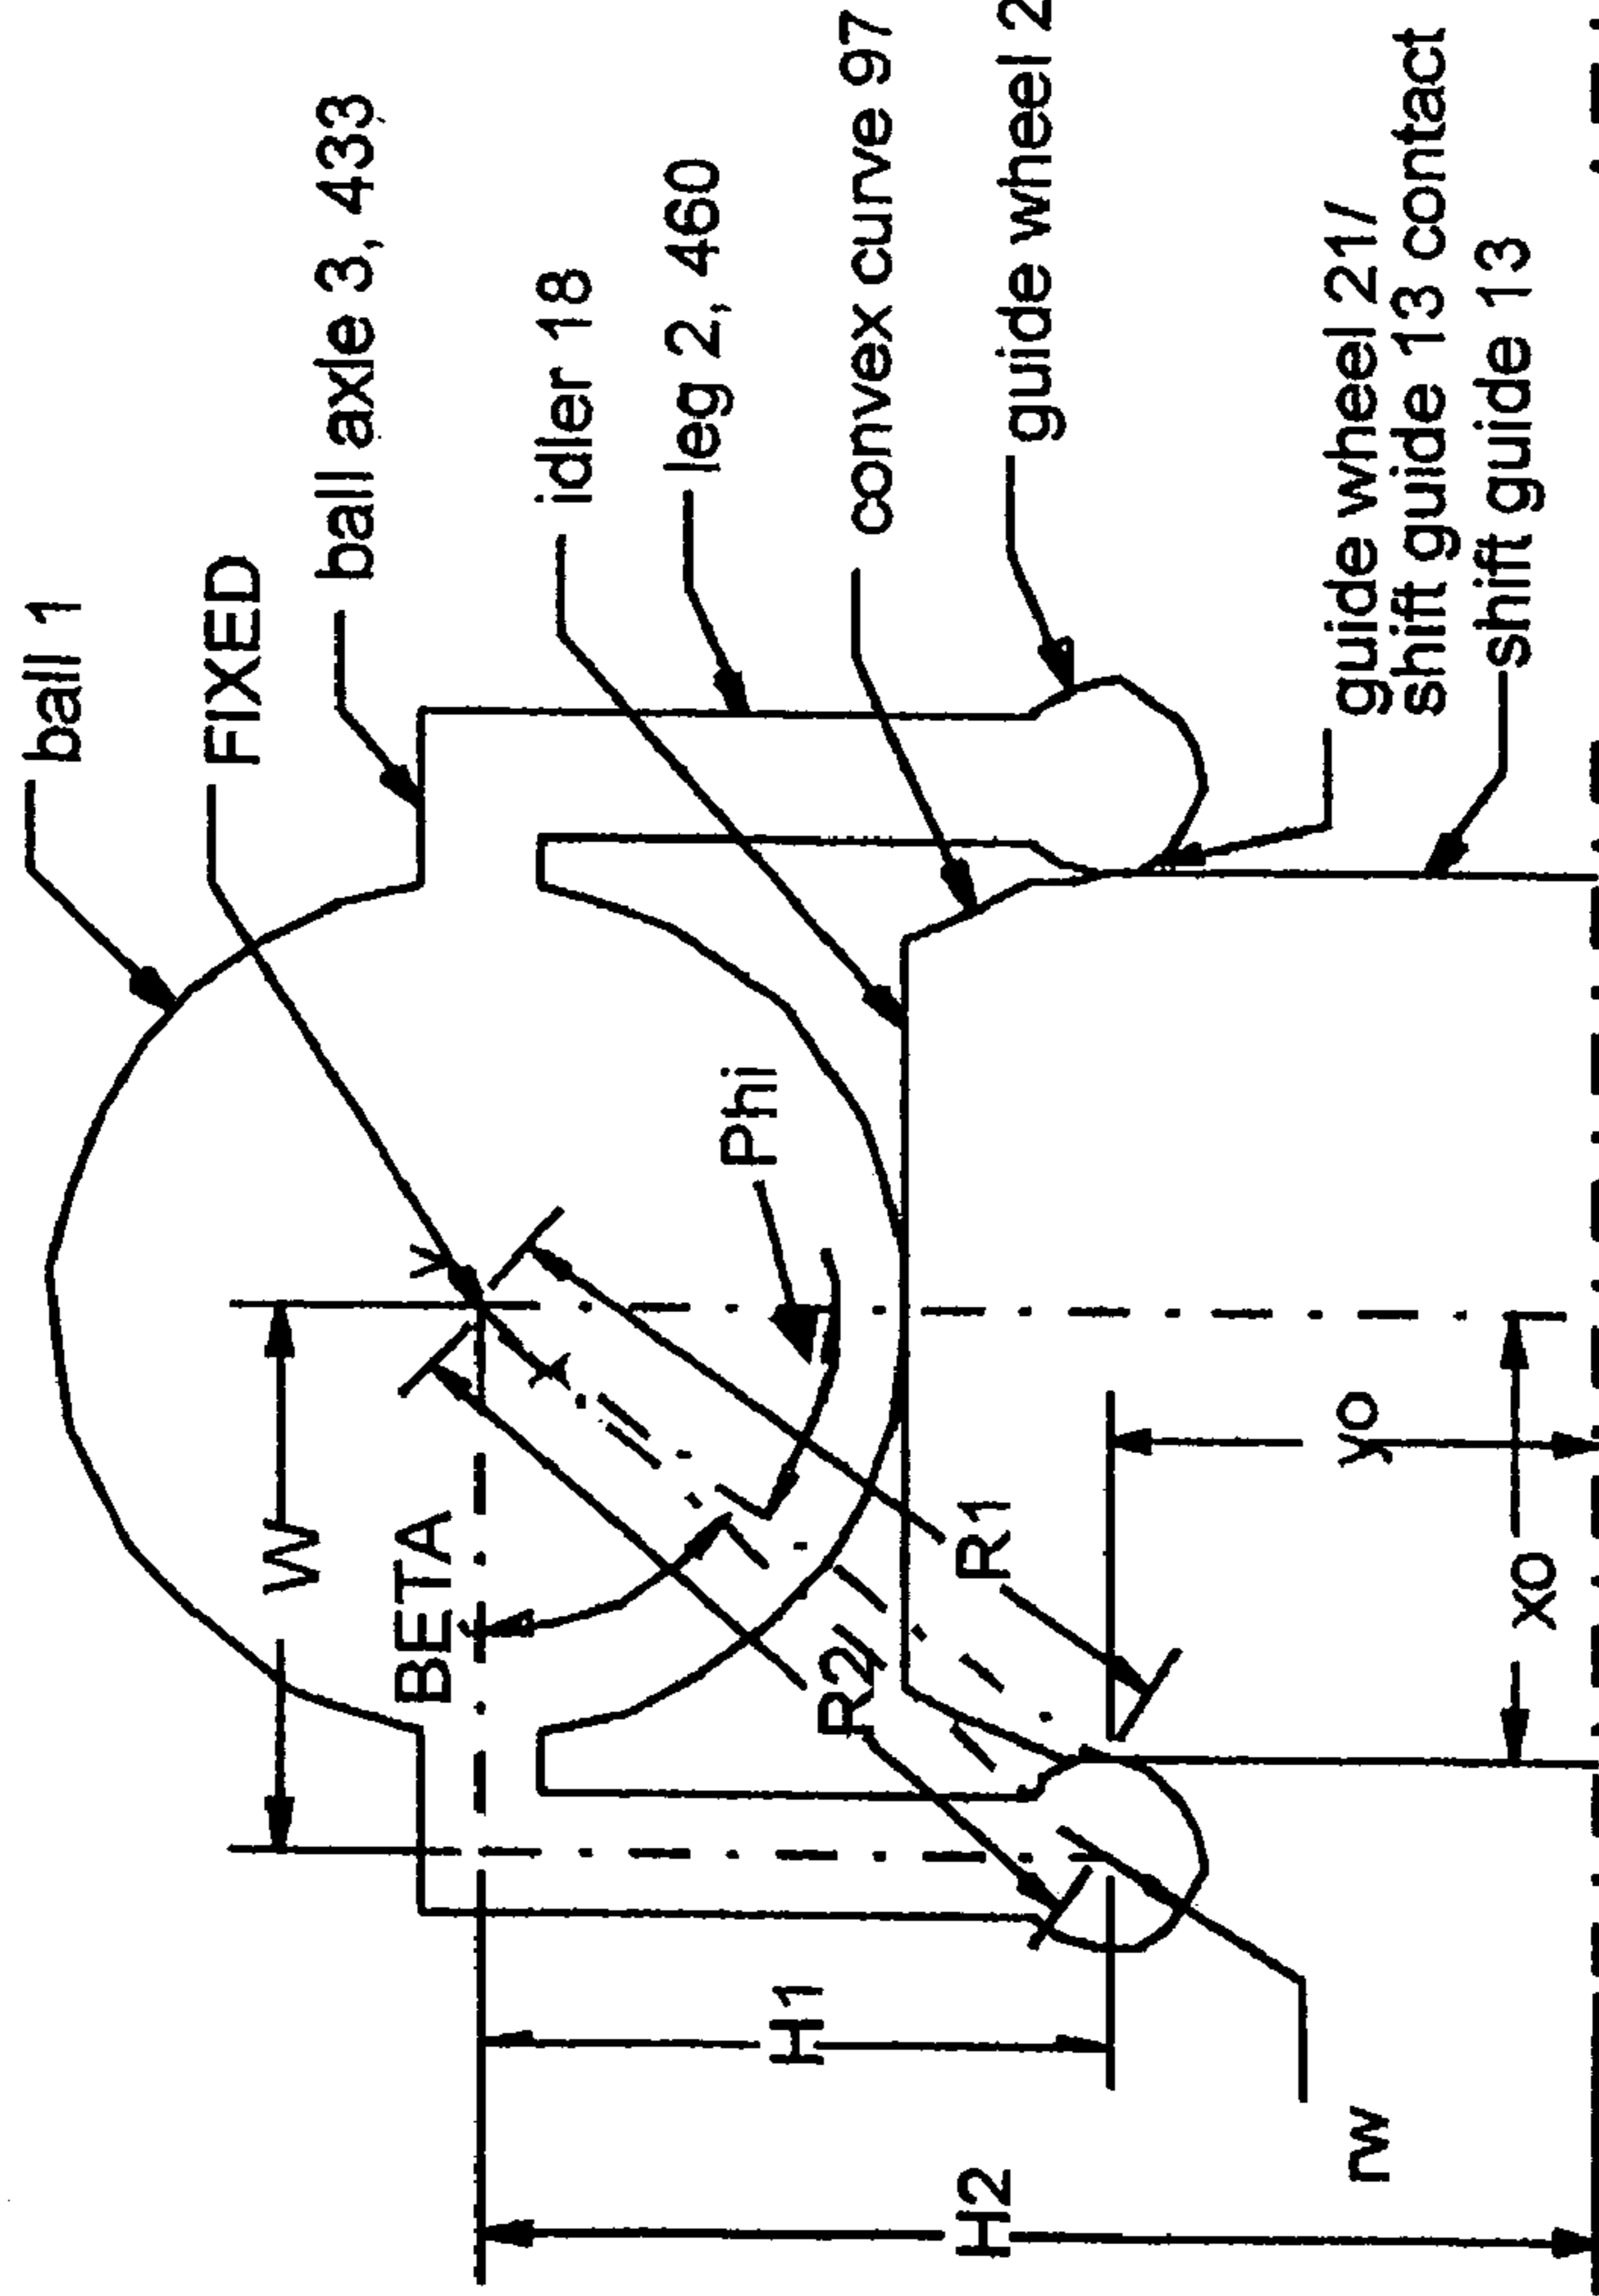 ball 1
FIXED
W
ball axle 3, 433
BETA
y
x
idler 18
leg 2, 460
Phi
H1
R2
convex curve 97
R1
H2
guide wheel 2
guide wheel 21/
shift guide 13 contact
yo
rw
shift guide 13
xo